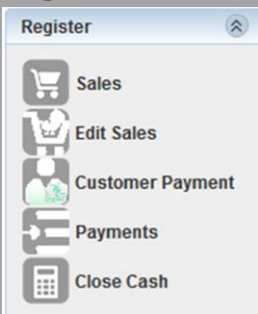 Register
Sales
Edit Sales
Customer Payment
Payments
Close Cash